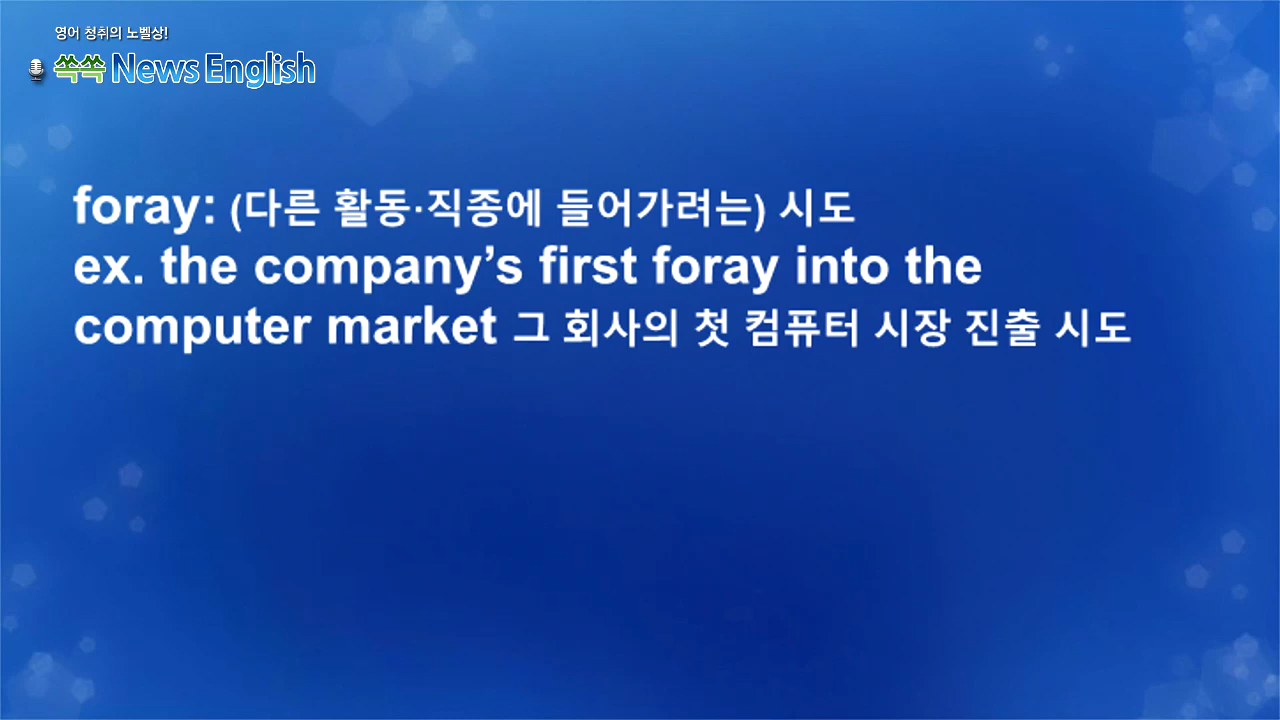 영어 청취의 노벨상!
쏙쏙 News English
foray: (다른 활동·직종에 들어가려는) 시도
ex. the company’s first foray into the
computer market 그 회사의 첫 컴퓨터 시장 진출 시도